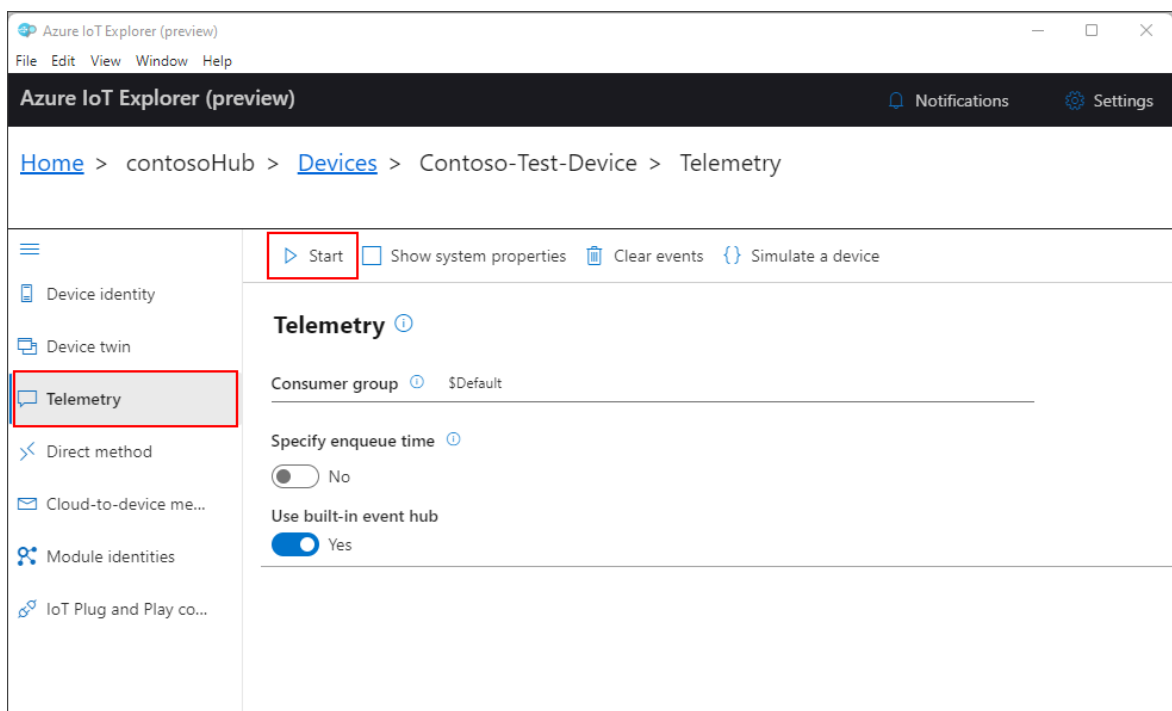 Azure IoT Explorer (preview)
File Edit View Window Help
Azure IoT Explorer (preview) Notifications Settings
Home > contosoHub > Devices > Contoso-Test-Device > Telemetry
Start Show system properties Clear events {} Simulate a device
Device identity
Device twin
Telemetry
Direct method
Cloud-to-device me...
Module identities
IoT Plug and Play co...
Telemetry
Consumer group $Default
Specify enqueue time
No
Use built-in event hub
Yes